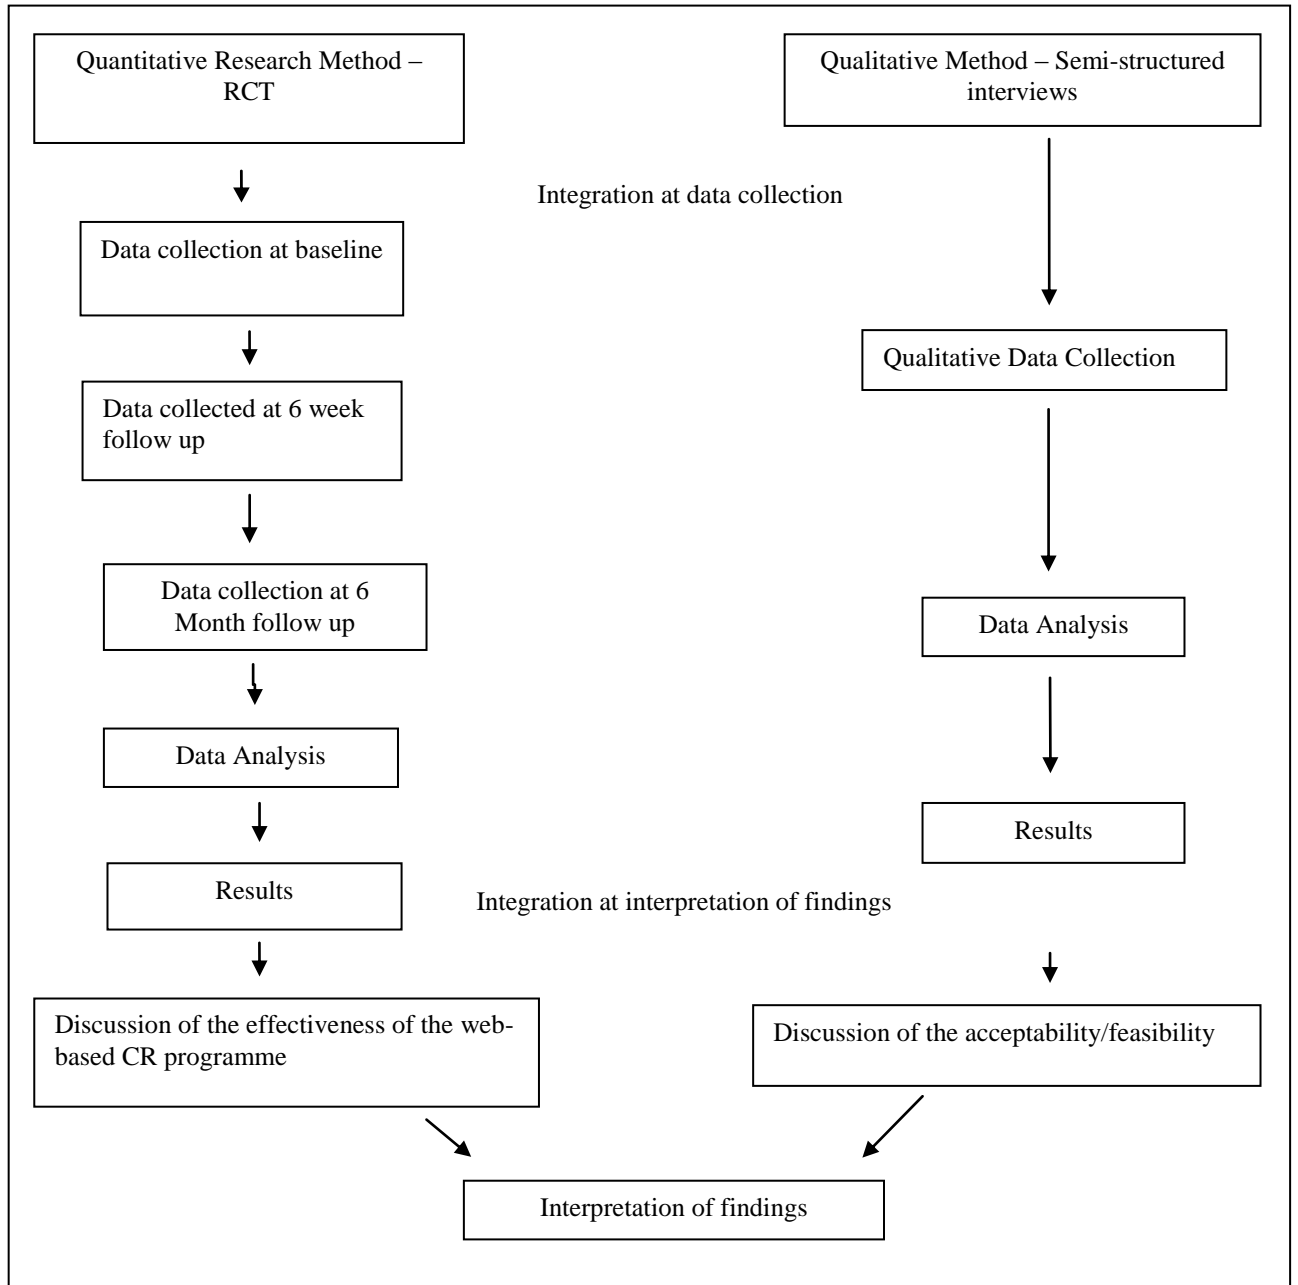 Quantitative Research Method –
RCT
Qualitative Method – Semi-structured
interviews
Integration at data collection
Data collection at baseline
Qualitative Data Collection
Data collected at 6 week
follow up
Data collection at 6
Month follow up
Data Analysis
Data Analysis
Results
Results
Integration at interpretation of findings
Discussion of the effectiveness of the web-
based CR programme
Discussion of the acceptability/feasibility
Interpretation of findings